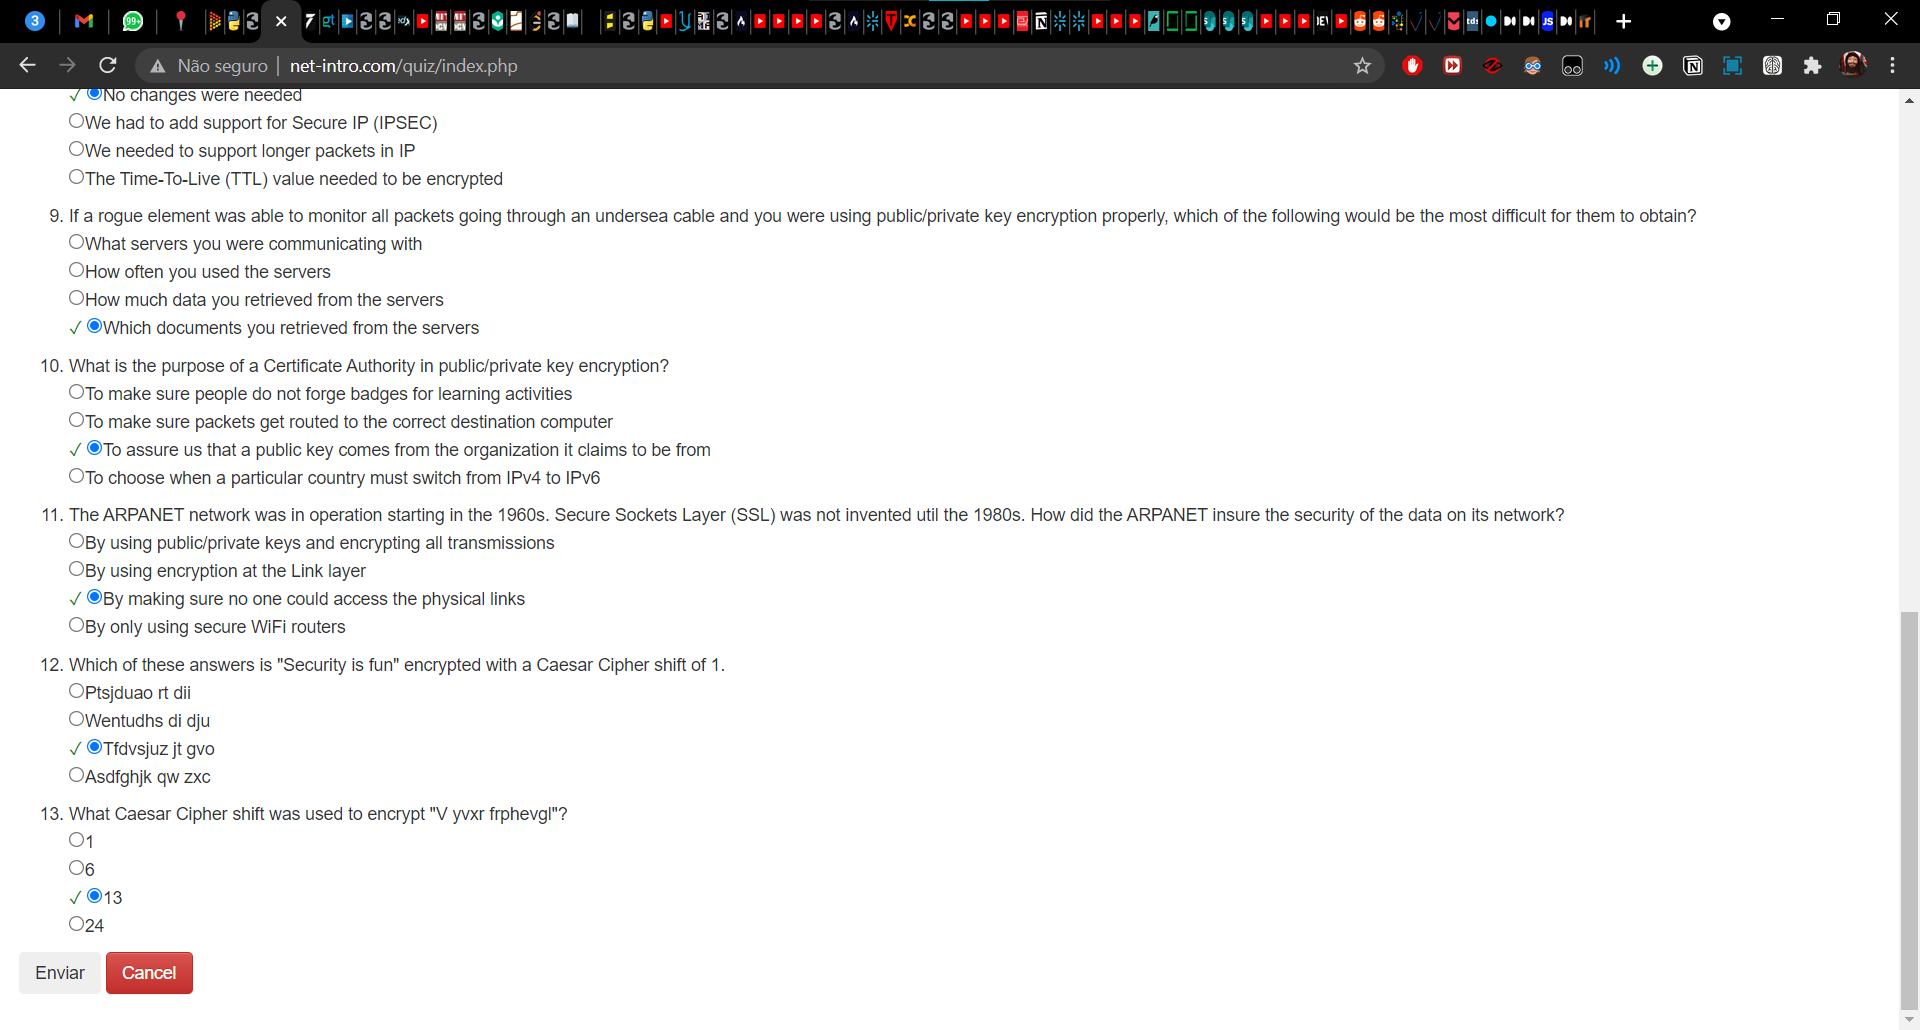 3
99+
Não seguro | net-intro.com/quiz/index.php
No changes were needed
We had to add support for Secure IP (IPSEC)
We needed to support longer packets in IP
The Time-To-Live (TTL) value needed to be encrypted
9. If a rogue element was able to monitor all packets going through an undersea cable and you were using public/private key encryption properly, which of the following would be the most difficult for them to obtain?
What servers you were communicating with
How often you used the servers
How much data you retrieved from the servers
✓ Which documents you retrieved from the servers
10. What is the purpose of a Certificate Authority in public/private key encryption?
To make sure people do not forge badges for learning activities
To make sure packets get routed to the correct destination computer
✓ To assure us that a public key comes from the organization it claims to be from
To choose when a particular country must switch from IPv4 to IPv6
11. The ARPANET network was in operation starting in the 1960s. Secure Sockets Layer (SSL) was not invented util the 1980s. How did the ARPANET insure the security of the data on its network?
By using public/private keys and encrypting all transmissions
By using encryption at the Link layer
✓ By making sure no one could access the physical links
By only using secure WiFi routers
12. Which of these answers is "Security is fun" encrypted with a Caesar Cipher shift of 1.
Ptsjduao rt dii
Wentudhs di dju
✓ Tfdvsjuz jt gvo
Asdfghjk qw zxc
13. What Caesar Cipher shift was used to encrypt "V yvxr frphevgl"?
1
6
✓ 13
24
Enviar Cancel